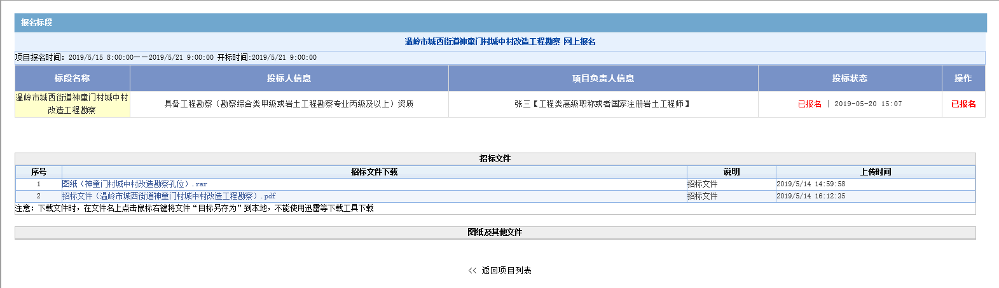 报名标段
温岭市城西街道神童门村城中村改造工程勘察 网上报名
项目报名时间：2019/5/15 8:00:00－－2019/5/21 9:00:00 开标时间:2019/5/21 9:00:00
标段名称 投标人信息 项目负责人信息 投标状态 操作
温岭市城西街道神童门村城中村
改造工程勘察
具备工程勘察（勘察综合类甲级或岩土工程勘察专业丙级及以上）资质
张三【工程类高级职称或者国家注册岩土工程师】
已报名 | 2019-05-20 15:07
已报名
招标文件
序号 招标文件下载 说明 上传时间
1 图纸（神童门村城中村改造勘察孔位）.rar 招标文件 2019/5/14 14:59:58
2 招标文件（温岭市城西街道神童门村城中村改造工程勘察）.pdf 招标文件 2019/5/14 16:12:35
注意：下载文件时，在文件名上点击鼠标右键将文件“目标另存为”到本地，不能使用迅雷等下载工具下载
图纸及其他文件
<< 返回项目列表